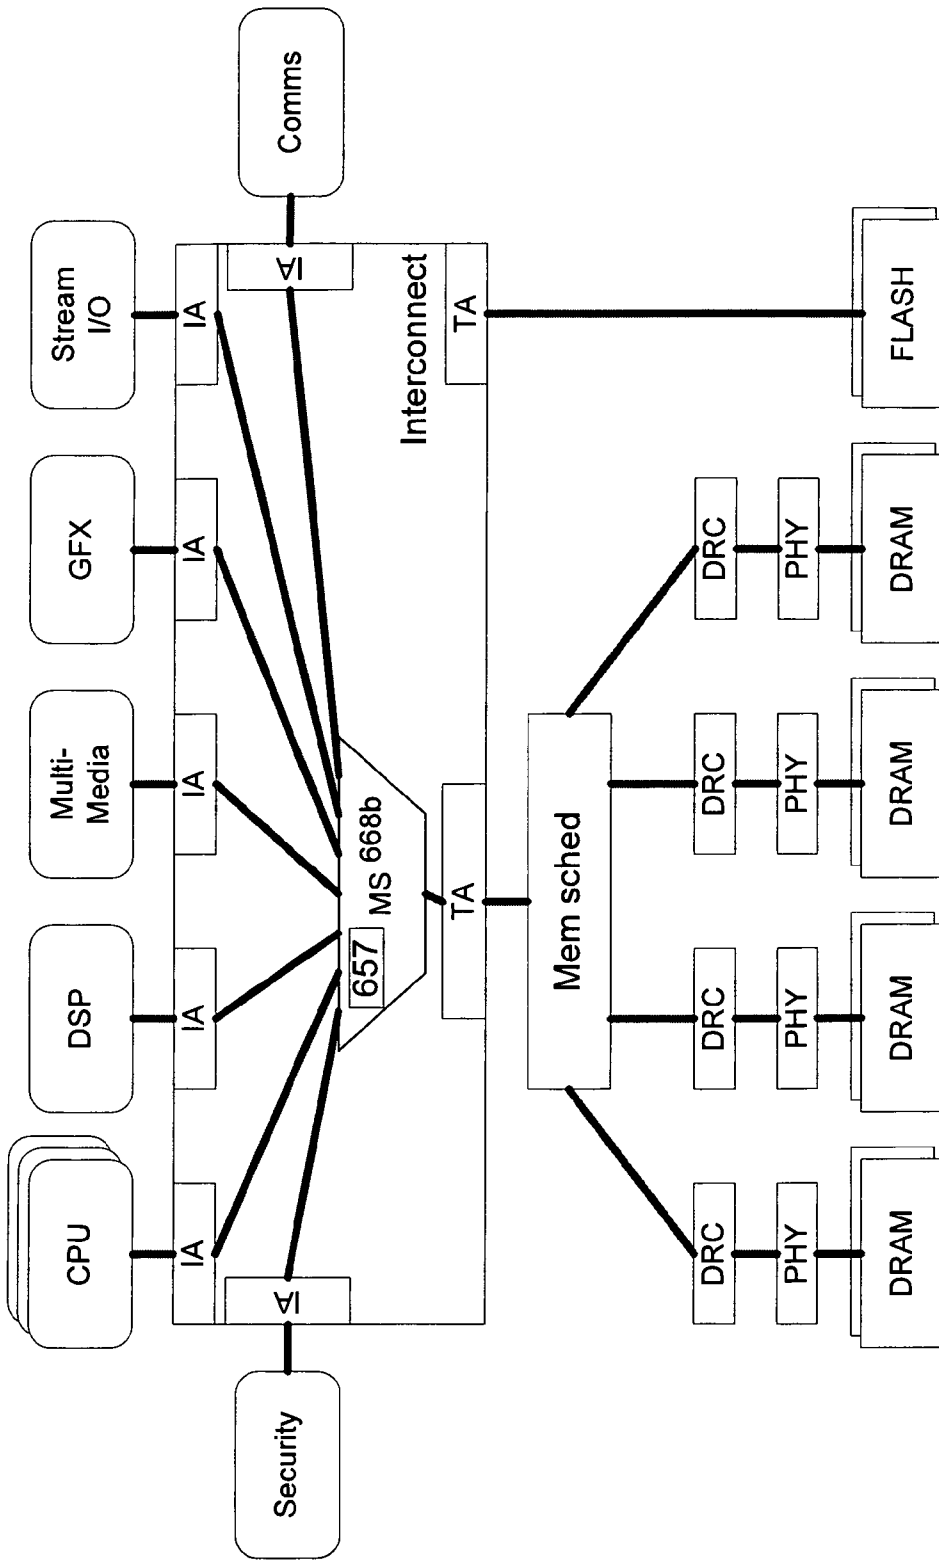 CPU
DSP
Multi-
Media
GFX
Stream
I/O
IA
IA
IA
IA
IA
Security
IA
IA
Comms
657
MS 668b
Interconnect
TA
TA
Mem sched
DRC
DRC
DRC
DRC
PHY
PHY
PHY
PHY
DRAM
DRAM
DRAM
DRAM
FLASH